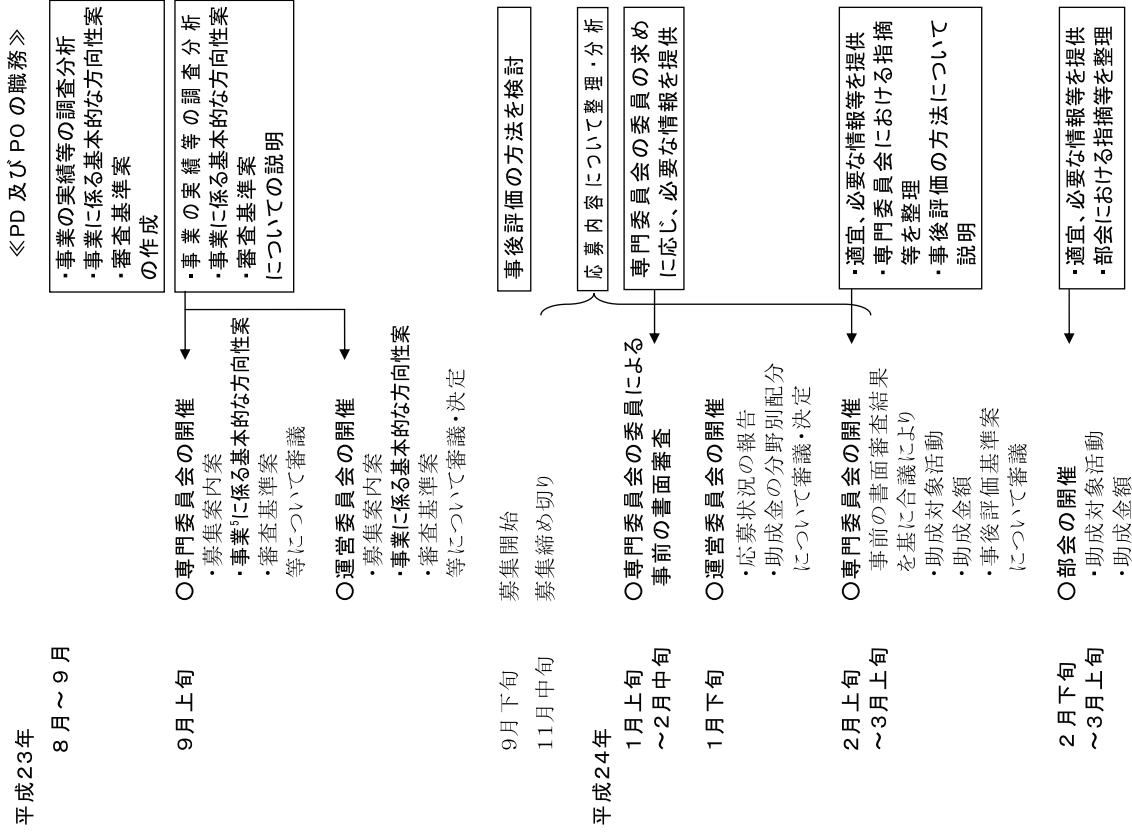 ≪PD 及び PO の職務≫
平成23年
8月～9月
・事業の実績等の調査分析
・事業に係る基本的な方向性案
・審査基準案
の作成
9月上旬
○専門委員会の開催
・募集案内案
・事業5に係る基本的な方向性案
・審査基準案
等について審議
・事業の実績等の調査分析
・事業に係る基本的な方向性案
・審査基準案
についての説明
○運営委員会の開催
・募集案内案
・事業に係る基本的な方向性案
・審査基準案
等について審議・決定
9月下旬
募集開始
事後評価の方法を検討
11月中旬
募集締め切り
応募内容について整理・分析
平成24年
1月上旬
～2月中旬
○専門委員会の委員による
事前の書面審査
専門委員会の委員の求め
に応じ、必要な情報を提供
1月下旬
○運営委員会の開催
・応募状況の報告
・助成金の分野別配分
について審議・決定
2月上旬
～3月上旬
○専門委員会の開催
事前の書面審査結果
を基に合議により
・助成対象活動
・助成金額
・事後評価基準案
について審議
・適宜、必要な情報等を提供
・専門委員会における指摘
等を整理
・事後評価の方法について
説明
2月下旬
～3月上旬
○部会の開催
・助成対象活動
・助成金額
・適宜、必要な情報等を提供
・部会における指摘等を整理